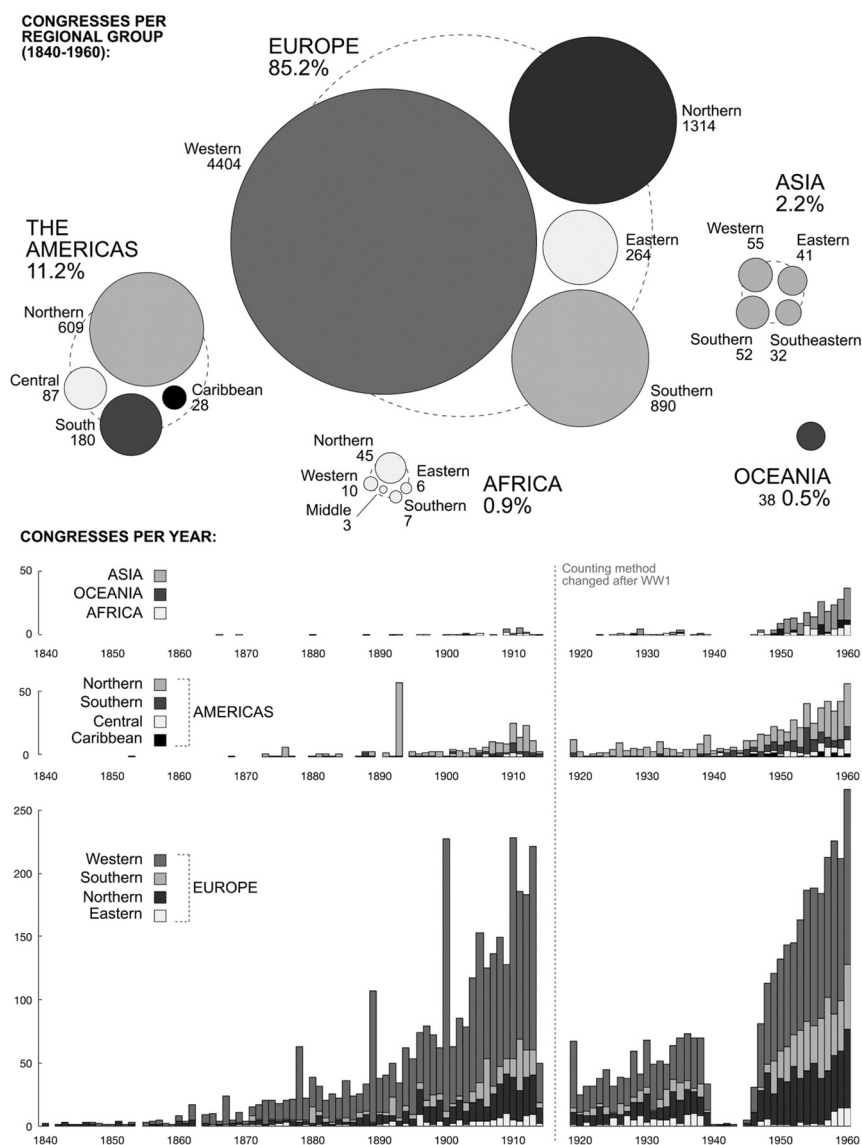 CONGRESSES PER
REGIONAL GROUP
(1840-1960):
EUROPE
85.2%
Western
4404
Northern
1314
Eastern
264
Southern
890
THE
AMERICAS
11.2%
Northern
609
Central
87
South
180
Caribbean
28
ASIA
2.2%
Western
55
Eastern
41
Southern
52
Southeastern
32
Northern
45
Western
10
Middle
3
Eastern
6
Southern
7
AFRICA
0.9%
OCEANIA
38 0.5%
CONGRESSES PER YEAR:
Counting method
changed after WW1
50
0
ASIA
OCEANIA
AFRICA
1840 1850 1860 1870 1880 1890 1900 1910 1920 1930 1940 1950 1960
50
0
Northern
Southern
Central
Caribbean
AMERICAS
1840 1850 1860 1870 1880 1890 1900 1910 1920 1930 1940 1950 1960
250
200
150
100
50
0
Western
Southern
Northern
Eastern
EUROPE
1840 1850 1860 1870 1880 1890 1900 1910 1920 1930 1940 1950 1960